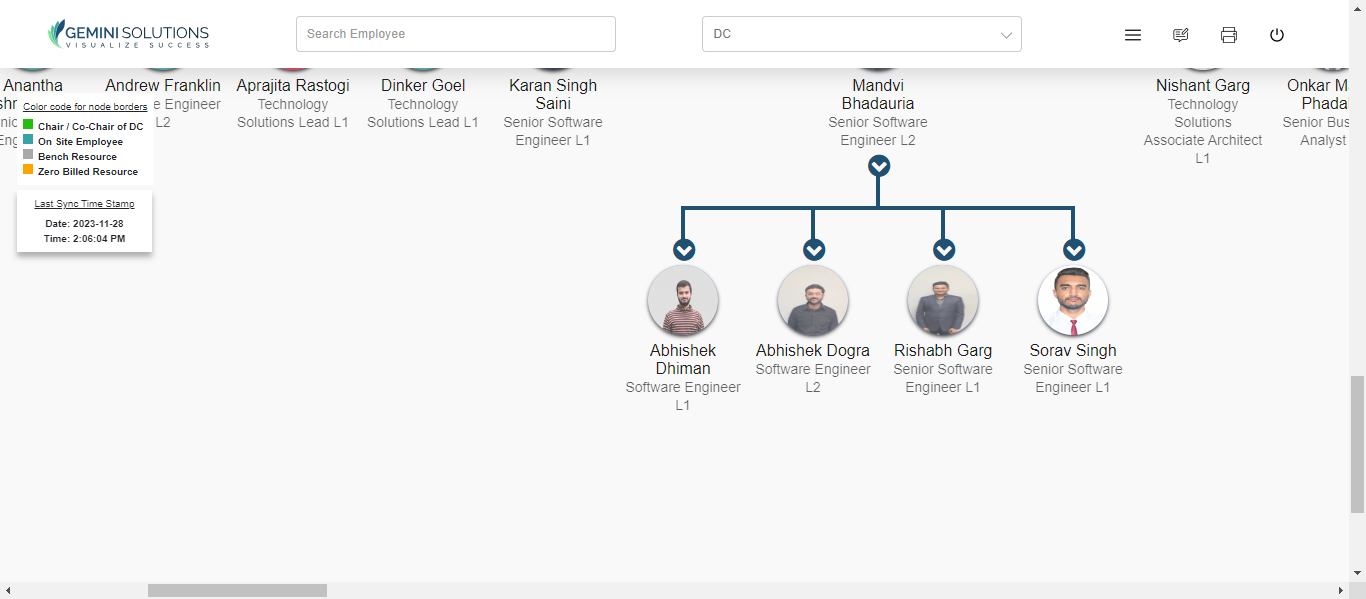 GEMINI SOLUTIONS
VISUALIZE SUCCESS
Search Employee
DC
Anantha
Andrew Franklin
e Engineer
L2
Aprajita Rastogi
Technology
Solutions Lead L1
Dinker Goel
Technology
Solutions Lead L1
Karan Singh
Saini
Senior Software
Engineer L1
Mandvi
Bhadauria
Senior Software
Engineer L2
Nishant Garg
Technology
Solutions
Associate Architect
L1
Onkar M
Phada
Senior Bus
Analyst
Color code for node borders
Chair / Co-Chair of DC
On Site Employee
Bench Resource
Zero Billed Resource
Last Sync Time Stamp
Date: 2023-11-28
Time: 2:06:04 PM
Abhishek
Dhiman
Software Engineer
L1
Abhishek Dogra
Software Engineer
L2
Rishabh Garg
Senior Software
Engineer L1
Sorav Singh
Senior Software
Engineer L1